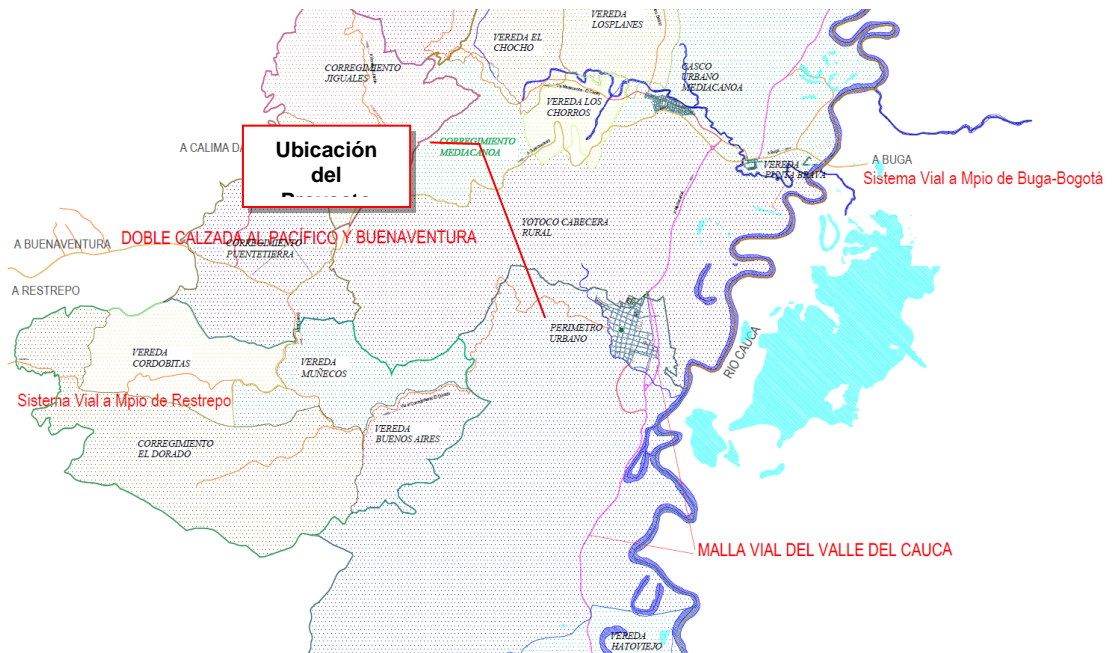 VEREDA
LOSPLANES
VEREDA EL
CHOCHO
CORREGIMIENTO
JIGUALES
CASCO
URBANO
MEDIACANOA
VEREDA LOS
CHORROS
A CALIMA DA
Ubicación
del
CORREGIMIENTO
MEDIACANOA
VEREDA
PUNTA BRAVA
A BUGA
Sistema Vial a Mpio de Buga-Bogotá
YOTOCO CABECERA
RURAL
A BUENAVENTURA
DOBLE CALZADA AL PACÍFICO Y BUENAVENTURA
CORREGIMIENTO
PUENTETIERRA
A RESTREPO
PERIMETRO
URBANO
RIO CAUCA
VEREDA
CORDOBITAS
VEREDA
MUÑECOS
Sistema Vial a Mpio de Restrepo
VEREDA
BUENOS AIRES
CORREGIMIENTO
EL DORADO
MALLA VIAL DEL VALLE DEL CAUCA
VEREDA
HATOVIEJO